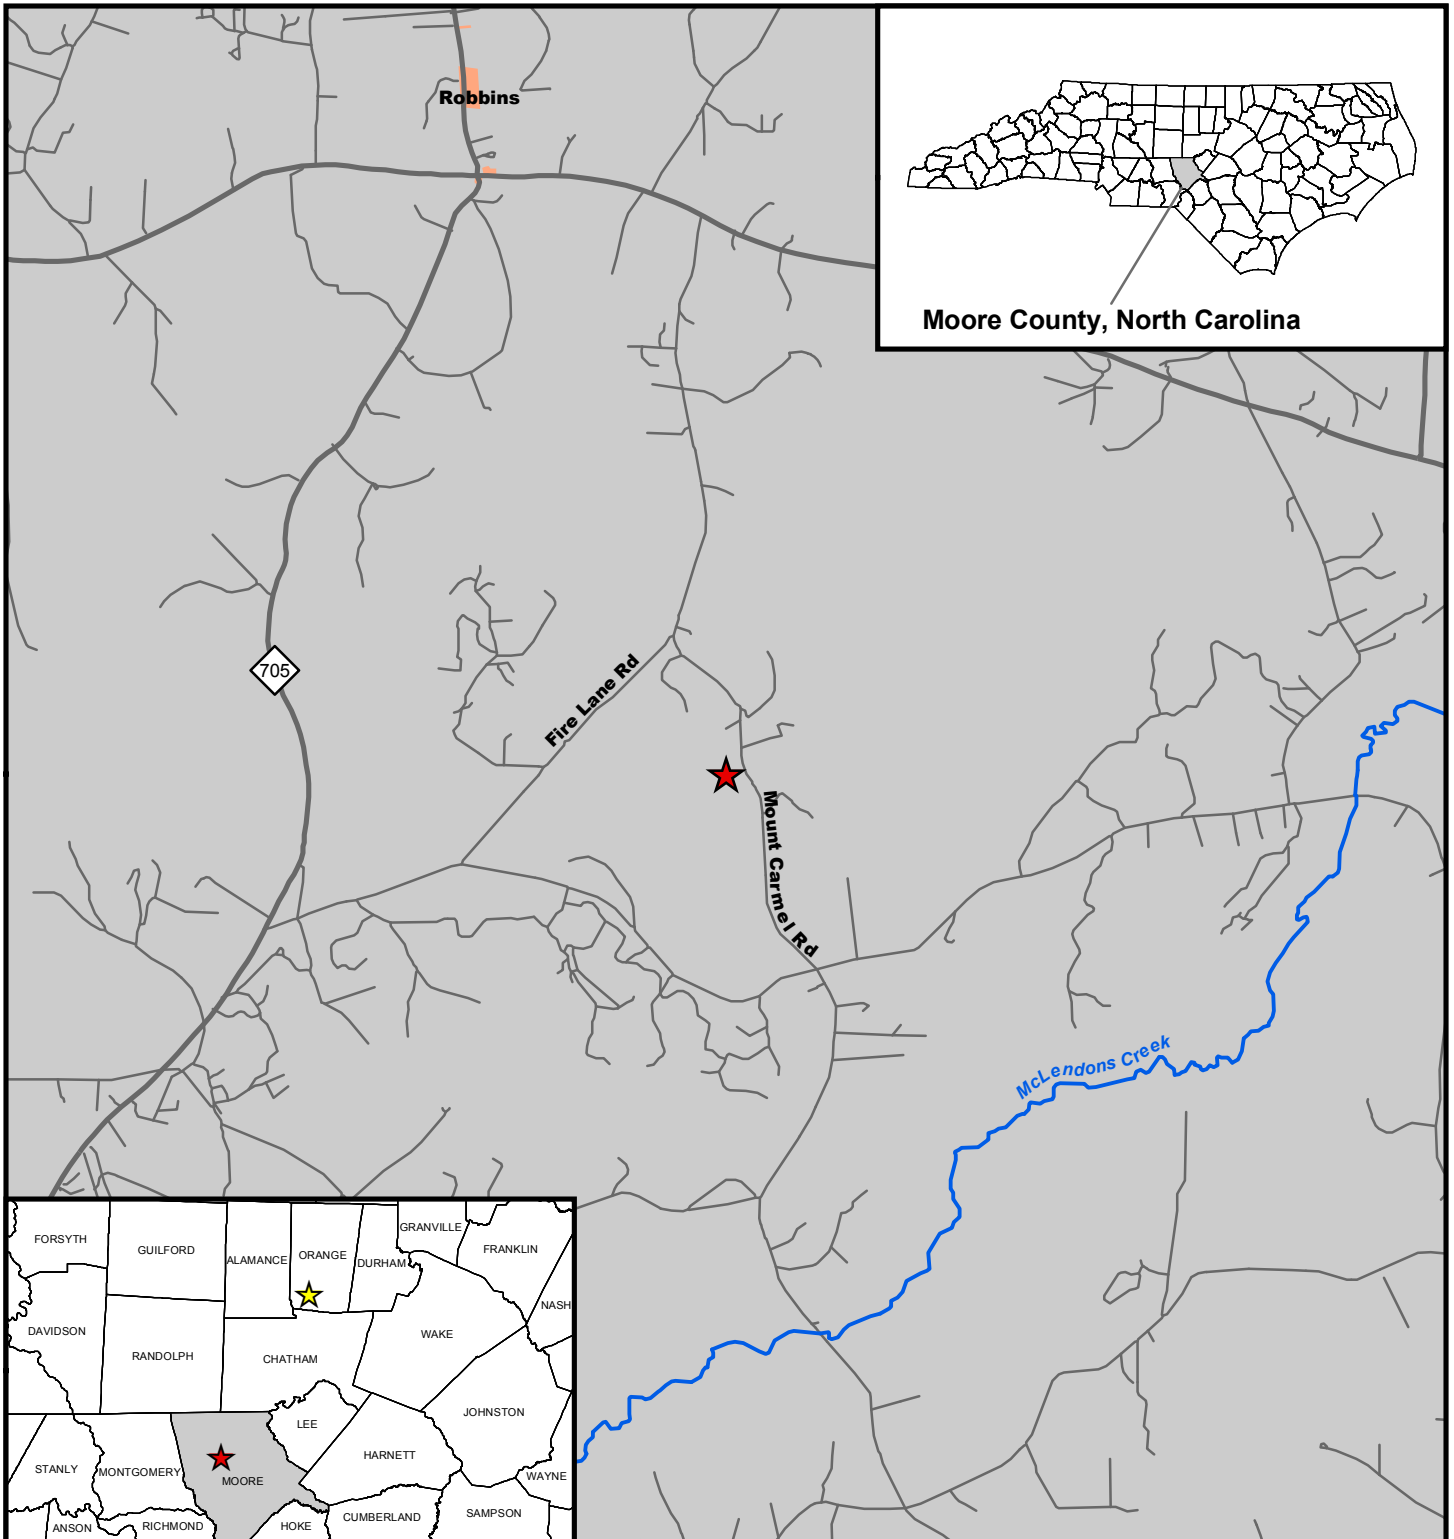 Robbins
Moore County, North Carolina
705
Fire Lane Rd
Mount Carmel Rd
McLendons Creek
FORSYTH
GUILFORD
ALAMANCE
ORANGE
DURHAM
GRANVILLE
FRANKLIN
NASH
DAVIDSON
RANDOLPH
CHATHAM
WAKE
JOHNSTON
LEE
HARNETT
STANLY
MONTGOMERY
MOORE
WAYNE
ANSON
RICHMOND
HOKE
CUMBERLAND
SAMPSON